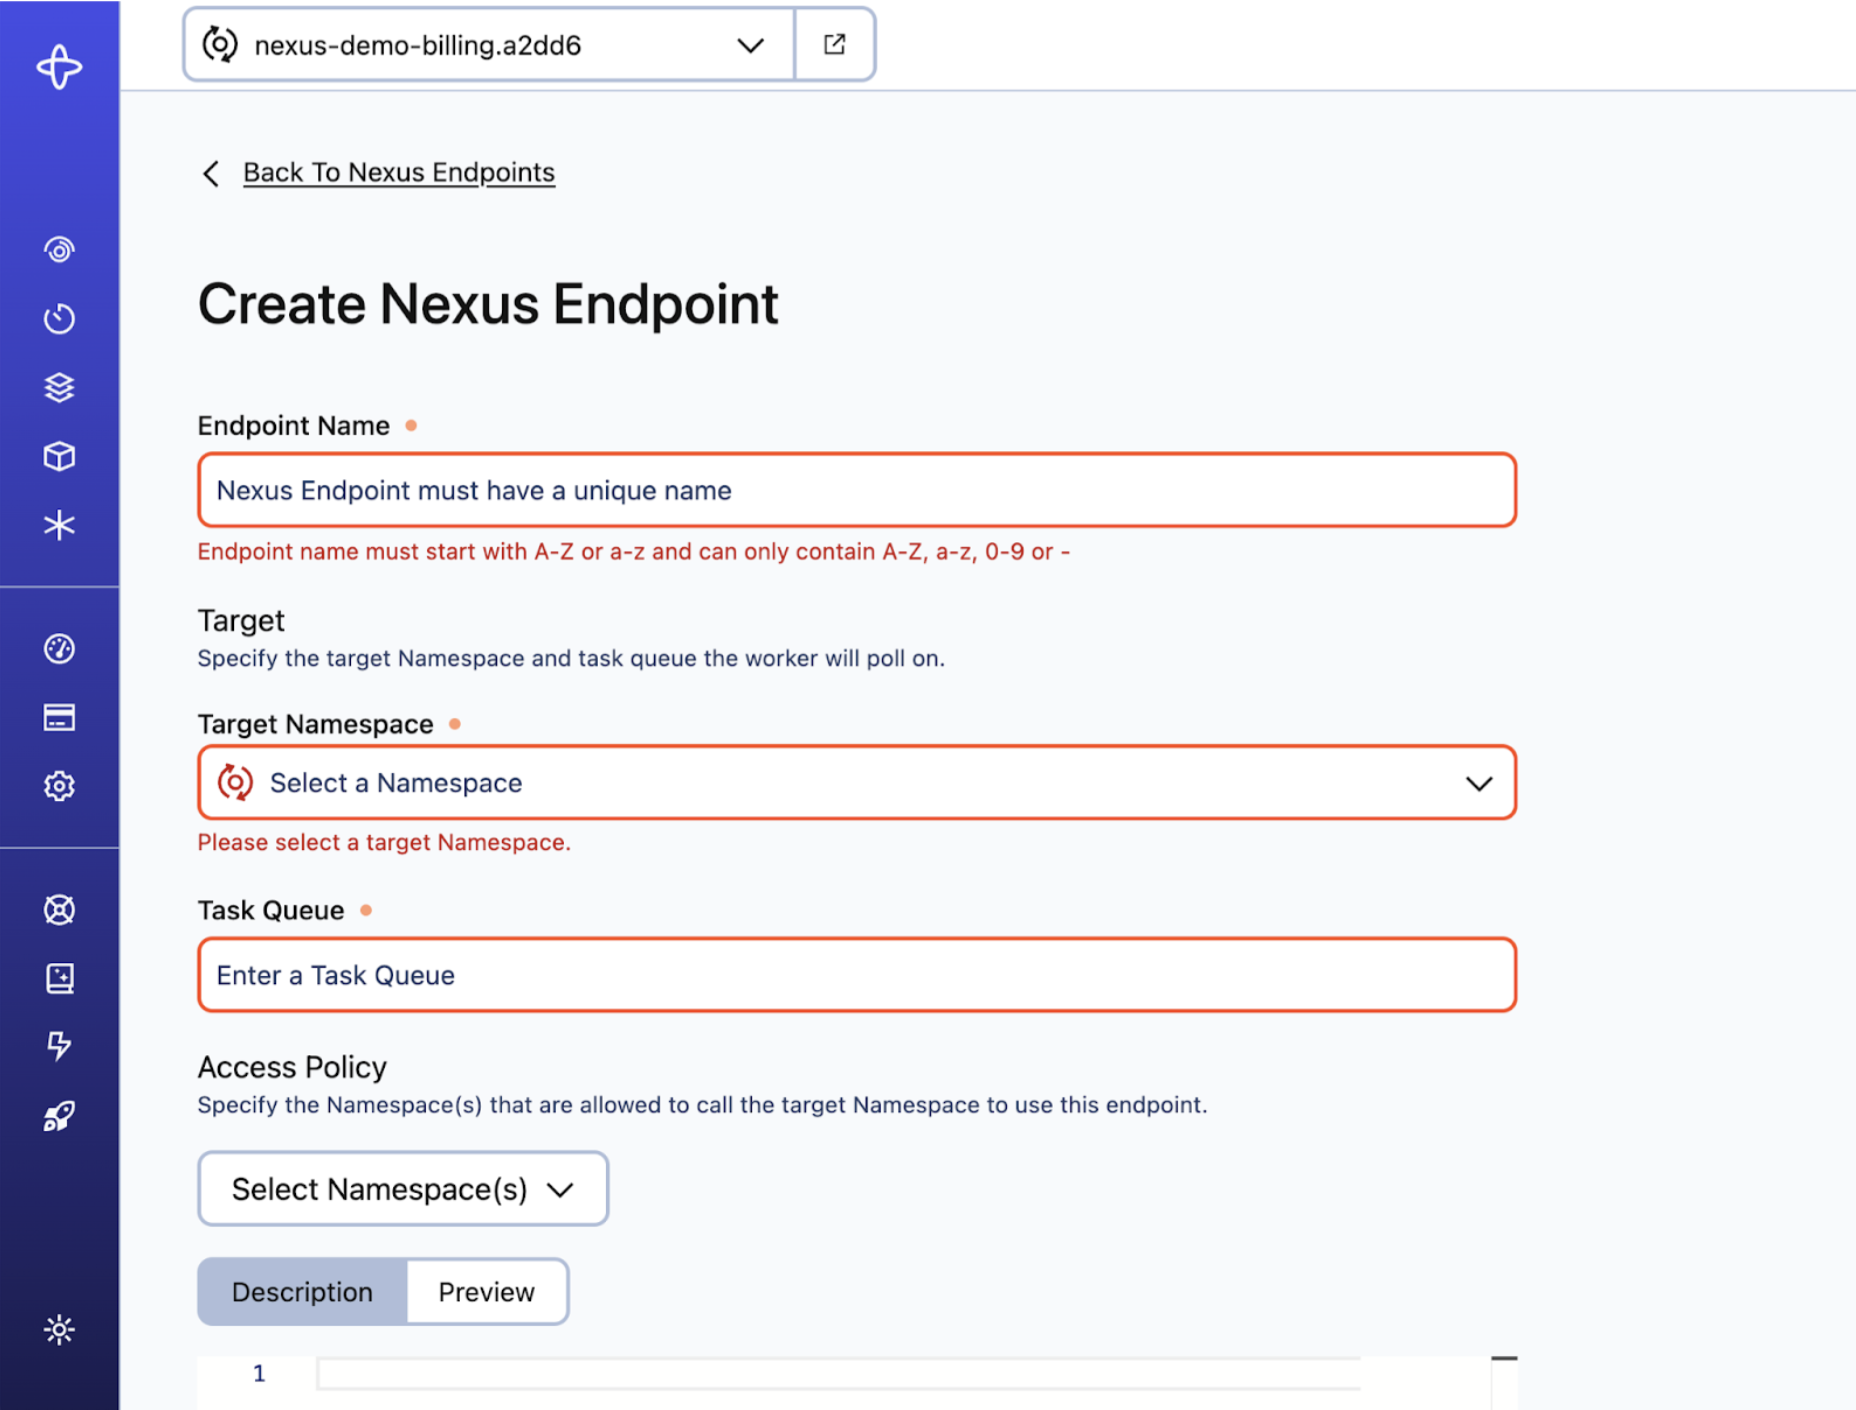 nexus-demo-billing.a2dd6
Back To Nexus Endpoints
Create Nexus Endpoint
Endpoint Name
Nexus Endpoint must have a unique name
Endpoint name must start with A-Z or a-z and can only contain A-Z, a-z, 0-9 or -
Target
Specify the target Namespace and task queue the worker will poll on.
Target Namespace
Select a Namespace
Please select a target Namespace.
Task Queue
Enter a Task Queue
Access Policy
Specify the Namespace(s) that are allowed to call the target Namespace to use this endpoint.
Select Namespace(s)
Description Preview
1